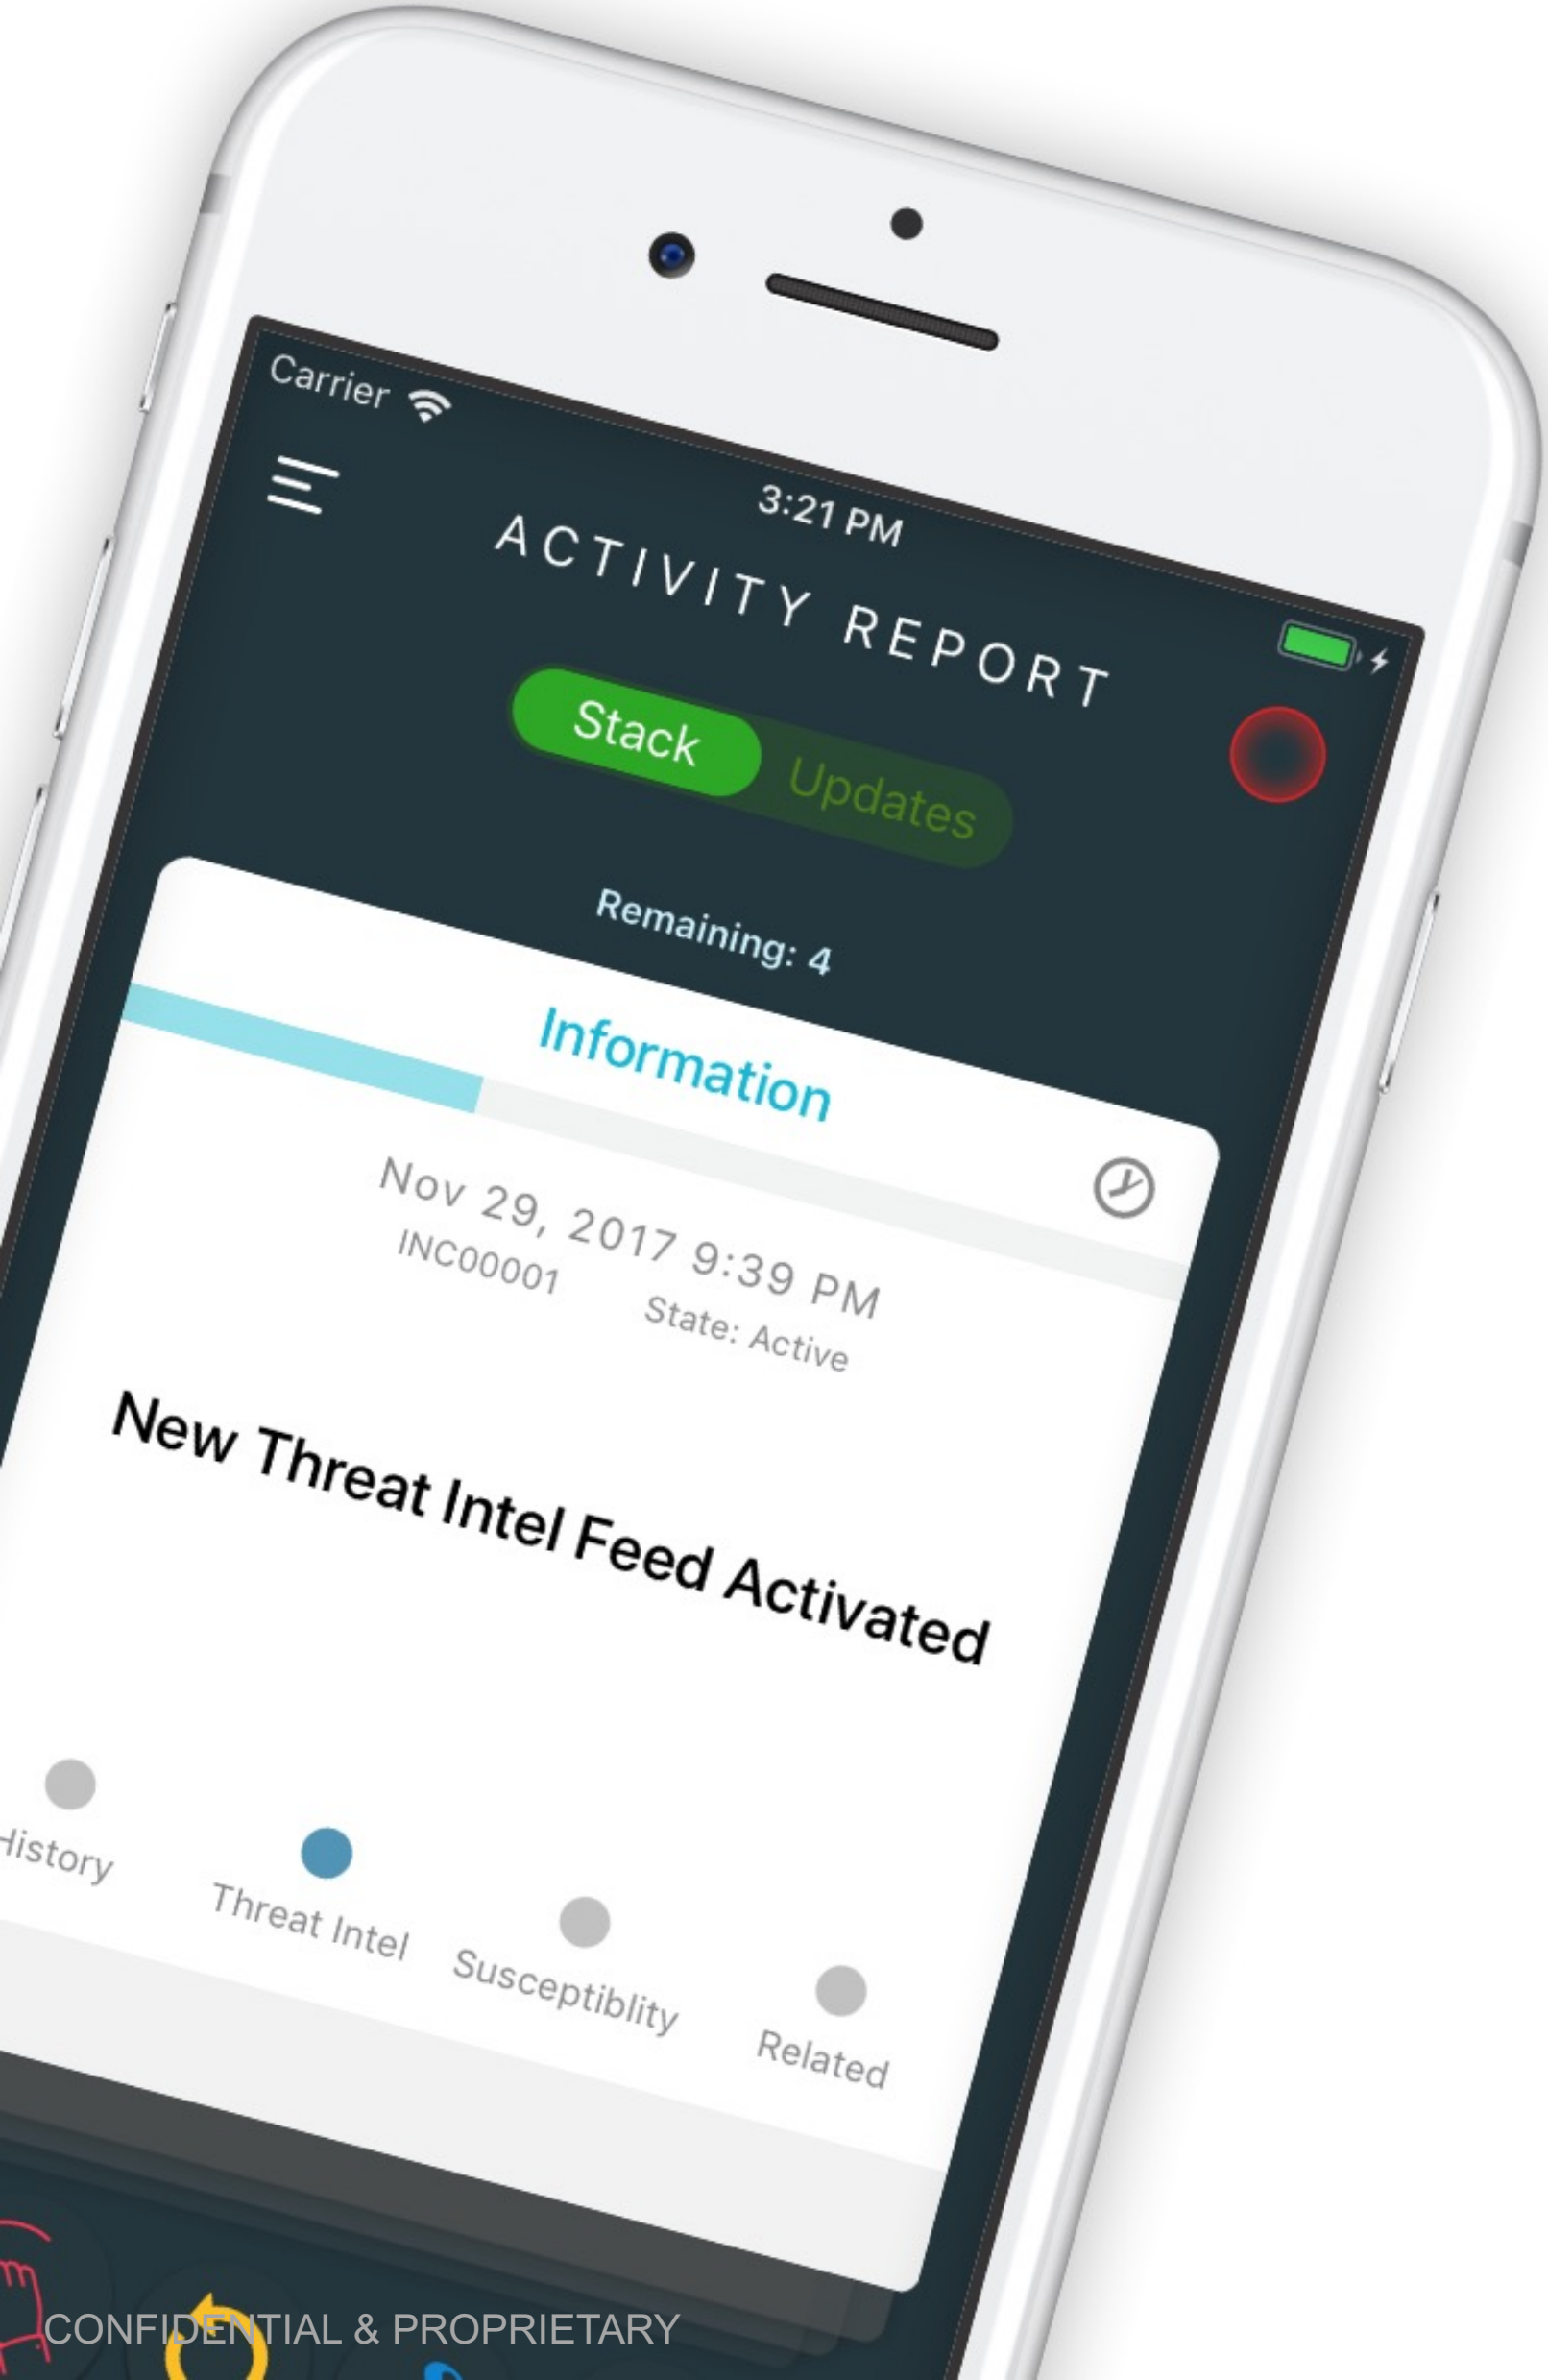 Carrier
3:21 PM
ACTIVITY REPORT
Stack
Updates
Remaining: 4
Information
Nov 29, 2017 9:39 PM
INC00001
State: Active
New Threat Intel Feed Activated
History
Threat Intel
Susceptiblity
Related
CONFIDENTIAL & PROPRIETARY